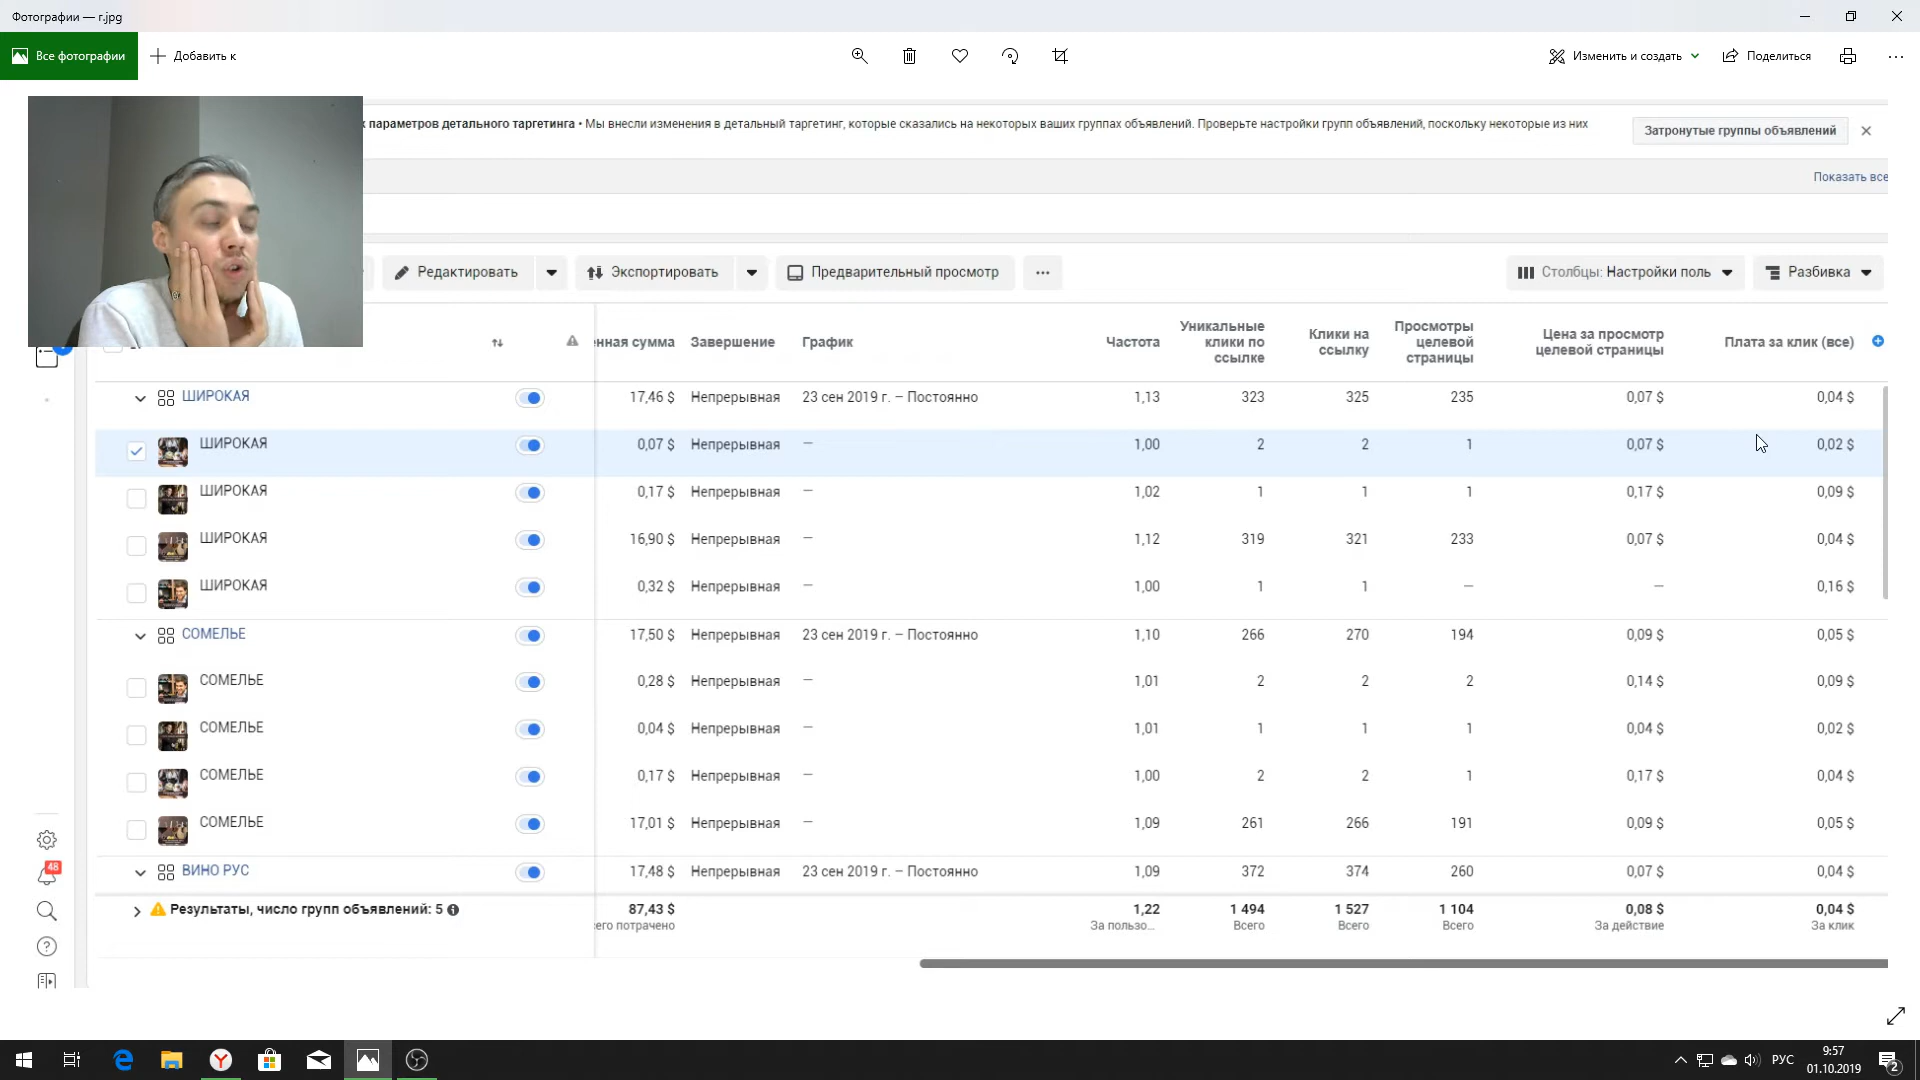 Фотографии — r.jpg
Все фотографии
Добавить к
Изменить и создать
Поделиться
параметров детального таргетинга • Мы внесли изменения в детальный таргетинг, которые сказались на некоторых ваших группах объявлений. Проверьте настройки групп объявлений, поскольку некоторые из них
Затронутые группы объявлений
Показать все
Редактировать
Экспортировать
Предварительный просмотр
Столбцы: Настройки поль
Разбивка
нная сумма Завершение График Частота Уникальные клики по ссылке Клики на ссылку Просмотры целевой страницы Цена за просмотр целевой страницы Плата за клик (все)
ШИРОКАЯ 17,46 $ Непрерывная 23 сен 2019 г. – Постоянно 1,13 323 325 235 0,07 $ 0,04 $
ШИРОКАЯ 0,07 $ Непрерывная — 1,00 2 2 1 0,07 $ 0,02 $
ШИРОКАЯ 0,17 $ Непрерывная — 1,02 1 1 1 0,17 $ 0,09 $
ШИРОКАЯ 16,90 $ Непрерывная — 1,12 319 321 233 0,07 $ 0,04 $
ШИРОКАЯ 0,32 $ Непрерывная — 1,00 1 1 — — 0,16 $
СОМЕЛЬЕ 17,50 $ Непрерывная 23 сен 2019 г. – Постоянно 1,10 266 270 194 0,09 $ 0,05 $
СОМЕЛЬЕ 0,28 $ Непрерывная — 1,01 2 2 2 0,14 $ 0,09 $
СОМЕЛЬЕ 0,04 $ Непрерывная — 1,01 1 1 1 0,04 $ 0,02 $
СОМЕЛЬЕ 0,17 $ Непрерывная — 1,00 2 2 1 0,17 $ 0,04 $
СОМЕЛЬЕ 17,01 $ Непрерывная — 1,09 261 266 191 0,09 $ 0,05 $
ВИНО РУС 17,48 $ Непрерывная 23 сен 2019 г. – Постоянно 1,09 372 374 260 0,07 $ 0,04 $
Результаты, число групп объявлений: 5 87,43 $ 1,22 1 494 1 527 1 104 0,08 $ 0,04 $
его потрачено За пользо... Всего Всего Всего За действие За клик
48
РУС
9:57
01.10.2019
2